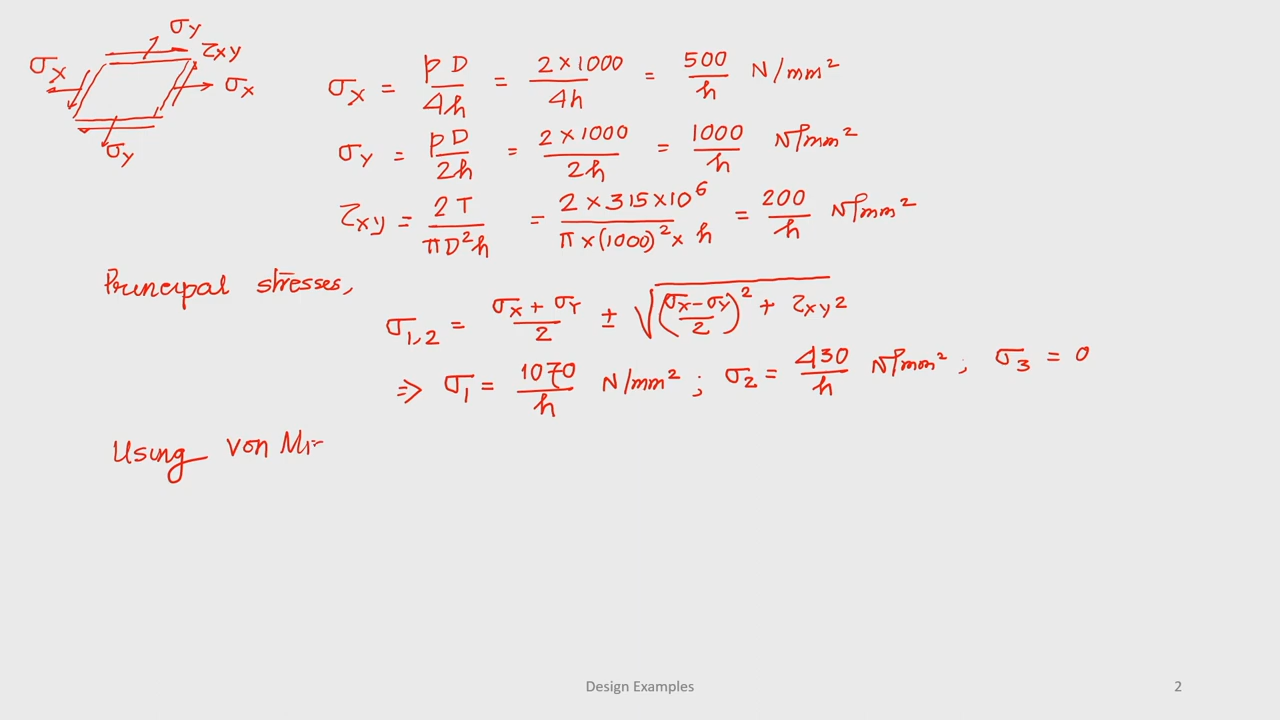 σy
τxy
σx
σx
σy
σx = pD/4h = 2×1000/4h = 500/h N/mm²
σy = pD/2h = 2×1000/2h = 1000/h N/mm²
τxy = 2T/πD²h = 2×315×10⁶/π×(1000)²×h = 200/h N/mm²
Principal stresses,
σ1,2 = (σx + σy)/2 ± √(((σx−σy)/2)² + τxy²)
⇒ σ1 = 1070/h N/mm² ; σ2 = 430/h N/mm² ; σ3 = 0
Using von Mi
Design Examples
2